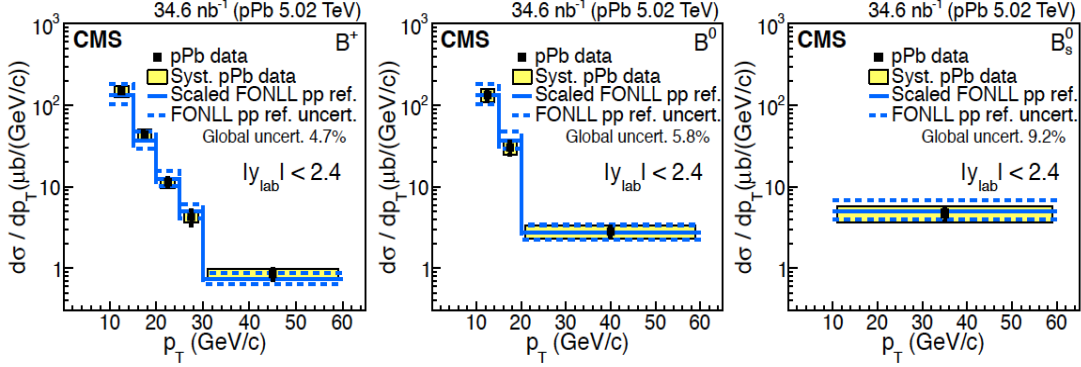 34.6 nb⁻¹ (pPb 5.02 TeV)
CMS
B⁺
pPb data
Syst. pPb data
Scaled FONLL pp ref.
FONLL pp ref. uncert.
Global uncert. 4.7%
|y_lab| < 2.4
dσ / dp_T(μb/(GeV/c))
10³
10²
10
1
0 10 20 30 40 50 60
p_T (GeV/c)
34.6 nb⁻¹ (pPb 5.02 TeV)
CMS
B⁰
pPb data
Syst. pPb data
Scaled FONLL pp ref.
FONLL pp ref. uncert.
Global uncert. 5.8%
|y_lab| < 2.4
dσ / dp_T(μb/(GeV/c))
10³
10²
10
1
0 10 20 30 40 50 60
p_T (GeV/c)
34.6 nb⁻¹ (pPb 5.02 TeV)
CMS
B⁰_s
pPb data
Syst. pPb data
Scaled FONLL pp ref.
FONLL pp ref. uncert.
Global uncert. 9.2%
|y_lab| < 2.4
dσ / dp_T(μb/(GeV/c))
10³
10²
10
1
0 10 20 30 40 50 60
p_T (GeV/c)